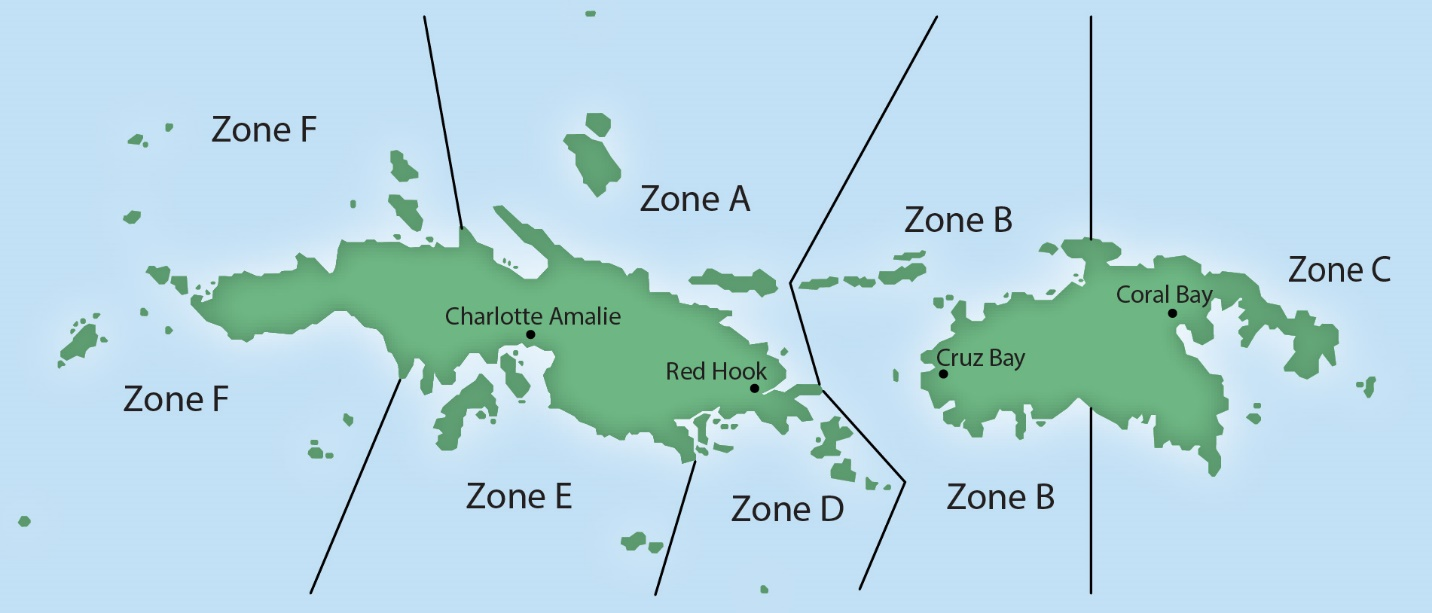 Zone F
Zone A
Zone B
Zone C
Coral Bay
Charlotte Amalie
Cruz Bay
Red Hook
Zone F
Zone E
Zone B
Zone D